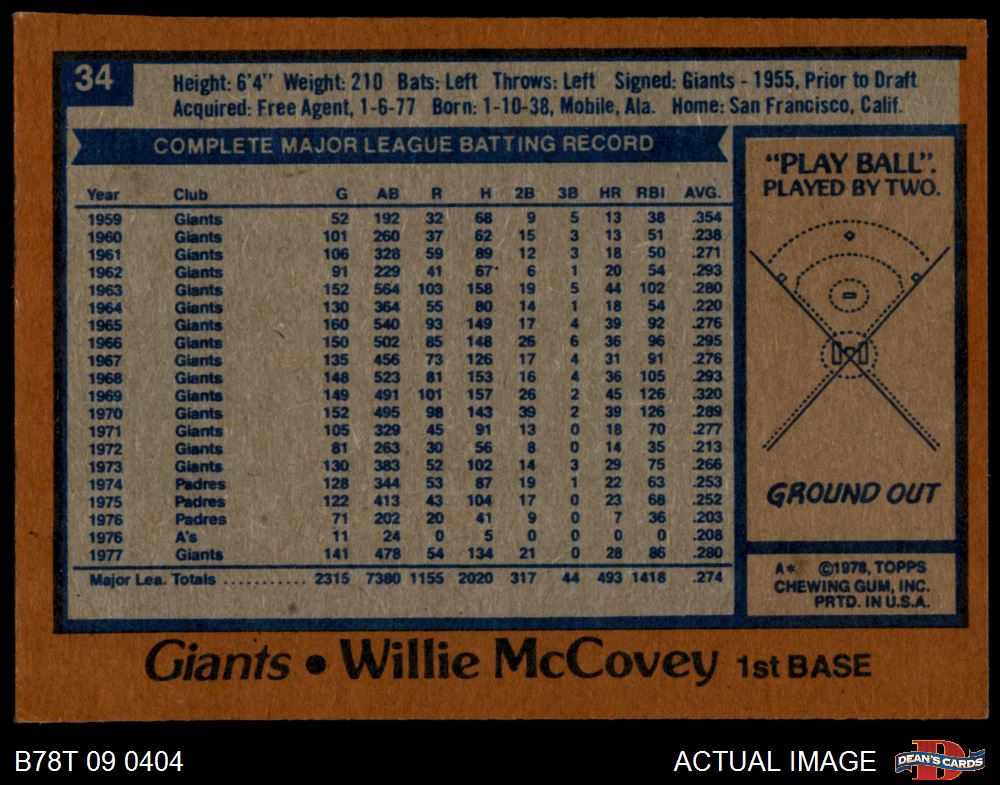 34
Height: 6'4" Weight: 210 Bats: Left Throws: Left Signed: Giants - 1955, Prior to Draft
Acquired: Free Agent, 1-6-77 Born: 1-10-38, Mobile, Ala. Home: San Francisco, Calif.
COMPLETE MAJOR LEAGUE BATTING RECORD
Year Club G AB R H 2B 3B HR RBI AVG.
1959 Giants 52 192 32 68 9 5 13 38 .354
1960 Giants 101 260 37 62 15 3 13 51 .238
1961 Giants 106 328 59 89 12 3 18 50 .271
1962 Giants 91 229 41 67 6 1 20 54 .293
1963 Giants 152 564 103 158 19 5 44 102 .280
1964 Giants 130 364 55 80 14 1 18 54 .220
1965 Giants 160 540 93 149 17 4 39 92 .276
1966 Giants 150 502 85 148 26 6 36 96 .295
1967 Giants 135 456 73 126 17 4 31 91 .276
1968 Giants 148 523 81 153 16 4 36 105 .293
1969 Giants 149 491 101 157 26 2 45 126 .320
1970 Giants 152 495 98 143 39 2 39 126 .289
1971 Giants 105 329 45 91 13 0 18 70 .277
1972 Giants 81 263 30 56 8 0 14 35 .213
1973 Giants 130 383 52 102 14 3 29 75 .266
1974 Padres 128 344 53 87 19 1 22 63 .253
1975 Padres 122 413 43 104 17 0 23 68 .252
1976 Padres 71 202 20 41 9 0 7 36 .203
1976 A's 11 24 0 5 0 0 0 0 .208
1977 Giants 141 478 54 134 21 0 28 86 .280
Major Lea. Totals .......... 2315 7380 1155 2020 317 44 493 1418 .274
"PLAY BALL".
PLAYED BY TWO.
GROUND OUT
A* ©1978, TOPPS
CHEWING GUM, INC.
PRTD. IN U.S.A.
Giants • Willie McCovey 1st BASE
B78T 09 0404
ACTUAL IMAGE
D
DEAN'S CARDS